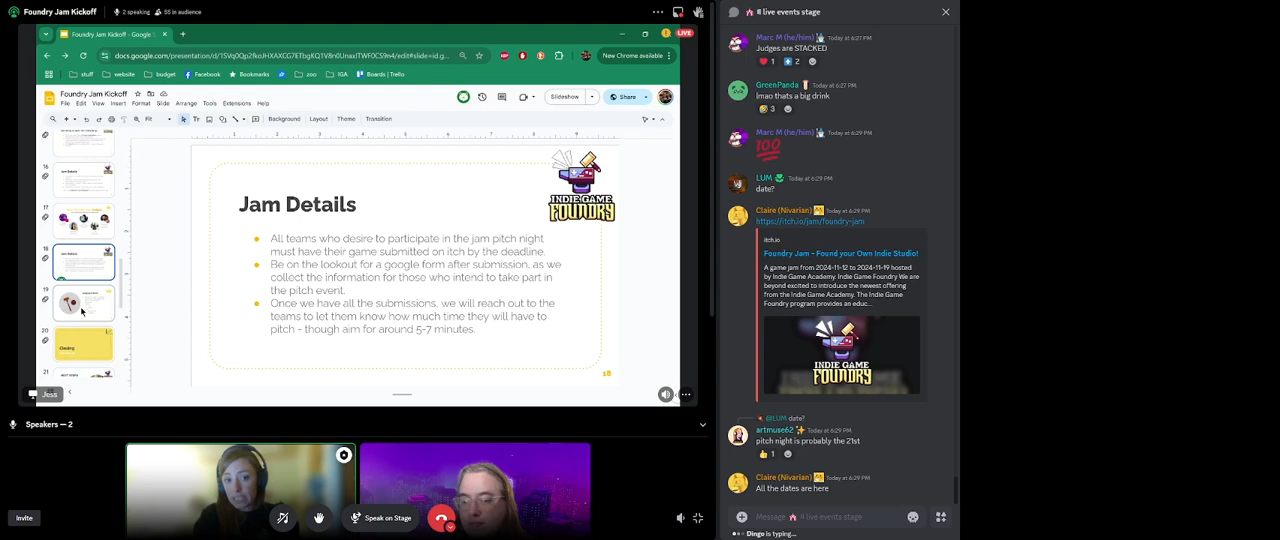 Foundry Jam Kickoff
2 speaking
55 in audience
Foundry Jam Kickoff - Google S
LIVE
New Chrome available
stuff
website
budget
Facebook
Bookmarks
zoo
IGA
Boards | Trello
Foundry Jam Kickoff
File Edit View Insert Format Slide Arrange Tools Extensions Help
Slideshow
Share
Fit
Background Layout Theme Transition
16
17
18
19
20
Closing
21
Jam Details
INDIE GAME
FOUNDRY
All teams who desire to participate in the jam pitch night
must have their game submitted on itch by the deadline.
Be on the lookout for a google form after submission, as we
collect the information for those who intend to take part in
the pitch event.
Once we have all the submissions, we will reach out to the
teams to let them know how much time they will have to
pitch - though aim for around 5-7 minutes.
18
Jess
Speakers — 2
Invite
Speak on Stage
live events stage
Marc M (he/him)
Today at 6:27 PM
Judges are STACKED
1
2
GreenPanda
Today at 6:27 PM
lmao thats a big drink
3
Marc M (he/him)
Today at 6:29 PM
100
LUM
Today at 6:29 PM
date?
Claire (Nivarian)
Today at 6:29 PM
https://itch.io/jam/foundry-jam
itch.io
Foundry Jam - Found your Own Indie Studio!
A game jam from 2024-11-12 to 2024-11-19 hosted
by Indie Game Academy. Indie Game Foundry We are
beyond excited to introduce the newest offering
from the Indie Game Academy. The Indie Game
Foundry program provides an educ...
INDIE GAME
FOUNDRY
@LUM date?
artmuse62
Today at 6:29 PM
pitch night is probably the 21st
1
Claire (Nivarian)
Today at 6:29 PM
All the dates are here
Message
live events stage
Dingo is typing...